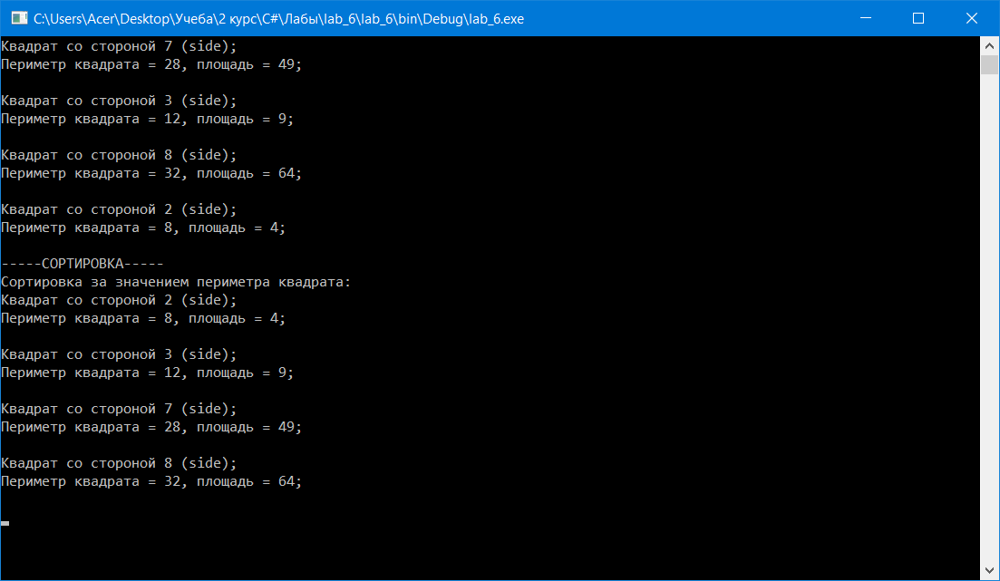 C:\Users\Acer\Desktop\Учеба\2 курс\C#\Лабы\lab_6\lab_6\bin\Debug\lab_6.exe
Квадрат со стороной 7 (side);
Периметр квадрата = 28, площадь = 49;
Квадрат со стороной 3 (side);
Периметр квадрата = 12, площадь = 9;
Квадрат со стороной 8 (side);
Периметр квадрата = 32, площадь = 64;
Квадрат со стороной 2 (side);
Периметр квадрата = 8, площадь = 4;
-----СОРТИРОВКА-----
Сортировка за значением периметра квадрата:
Квадрат со стороной 2 (side);
Периметр квадрата = 8, площадь = 4;
Квадрат со стороной 3 (side);
Периметр квадрата = 12, площадь = 9;
Квадрат со стороной 7 (side);
Периметр квадрата = 28, площадь = 49;
Квадрат со стороной 8 (side);
Периметр квадрата = 32, площадь = 64;